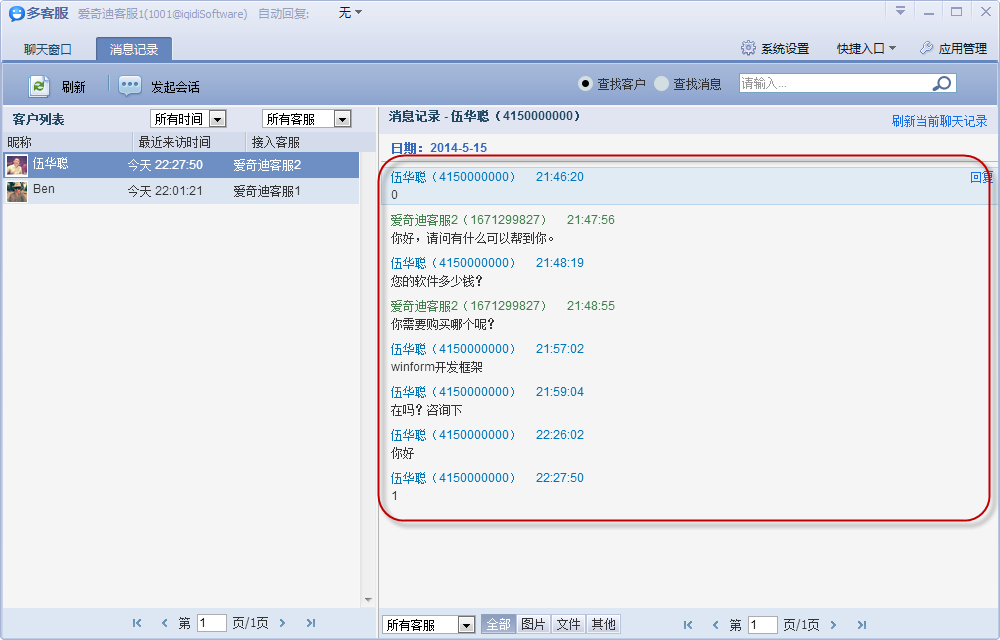 多客服 爱奇迪客服1(1001@iqidiSoftware) 自动回复: 无
聊天窗口 消息记录 系统设置 快捷入口 应用管理
刷新 发起会话 查找客户 查找消息 请输入...
客户列表 所有时间 所有客服
昵称 最近来访时间 接入客服
伍华聪 今天 22:27:50 爱奇迪客服2
Ben 今天 22:01:21 爱奇迪客服1
第 1 页/1页
消息记录 - 伍华聪（4150000000） 刷新当前聊天记录
日期：2014-5-15
伍华聪（4150000000） 21:46:20 回复
0
爱奇迪客服2（1671299827） 21:47:56
你好，请问有什么可以帮到你。
伍华聪（4150000000） 21:48:19
您的软件多少钱？
爱奇迪客服2（1671299827） 21:48:55
你需要购买哪个呢？
伍华聪（4150000000） 21:57:02
winform开发框架
伍华聪（4150000000） 21:59:04
在吗？咨询下
伍华聪（4150000000） 22:26:02
你好
伍华聪（4150000000） 22:27:50
1
所有客服 全部 图片 文件 其他 第 1 页/1页